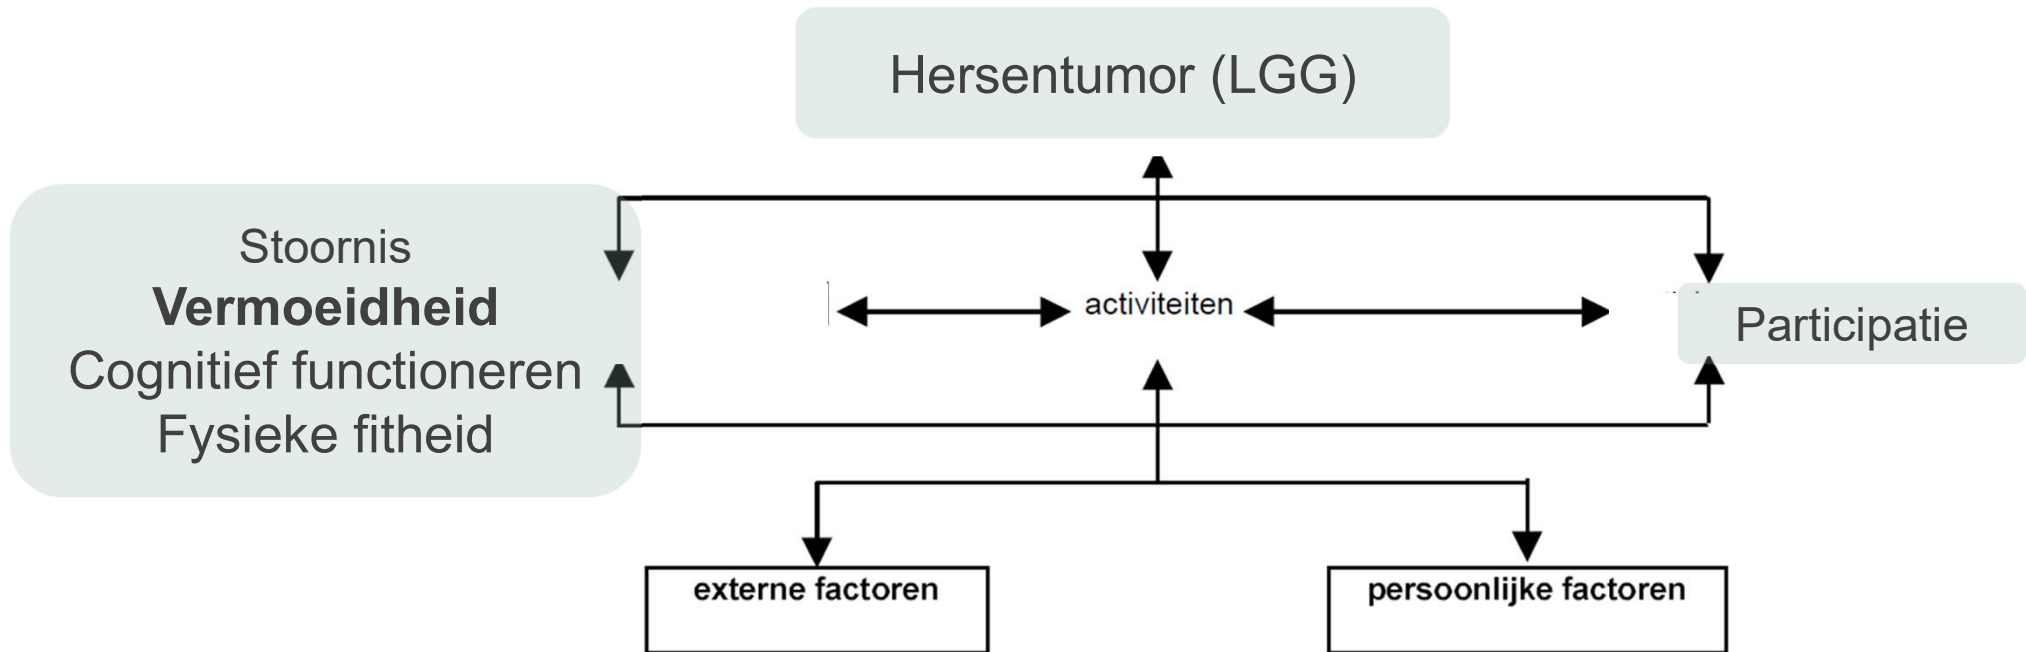 Hersentumor (LGG)
Stoornis
Vermoeidheid
Cognitief functioneren
Fysieke fitheid
activiteiten
Participatie
externe factoren
persoonlijke factoren